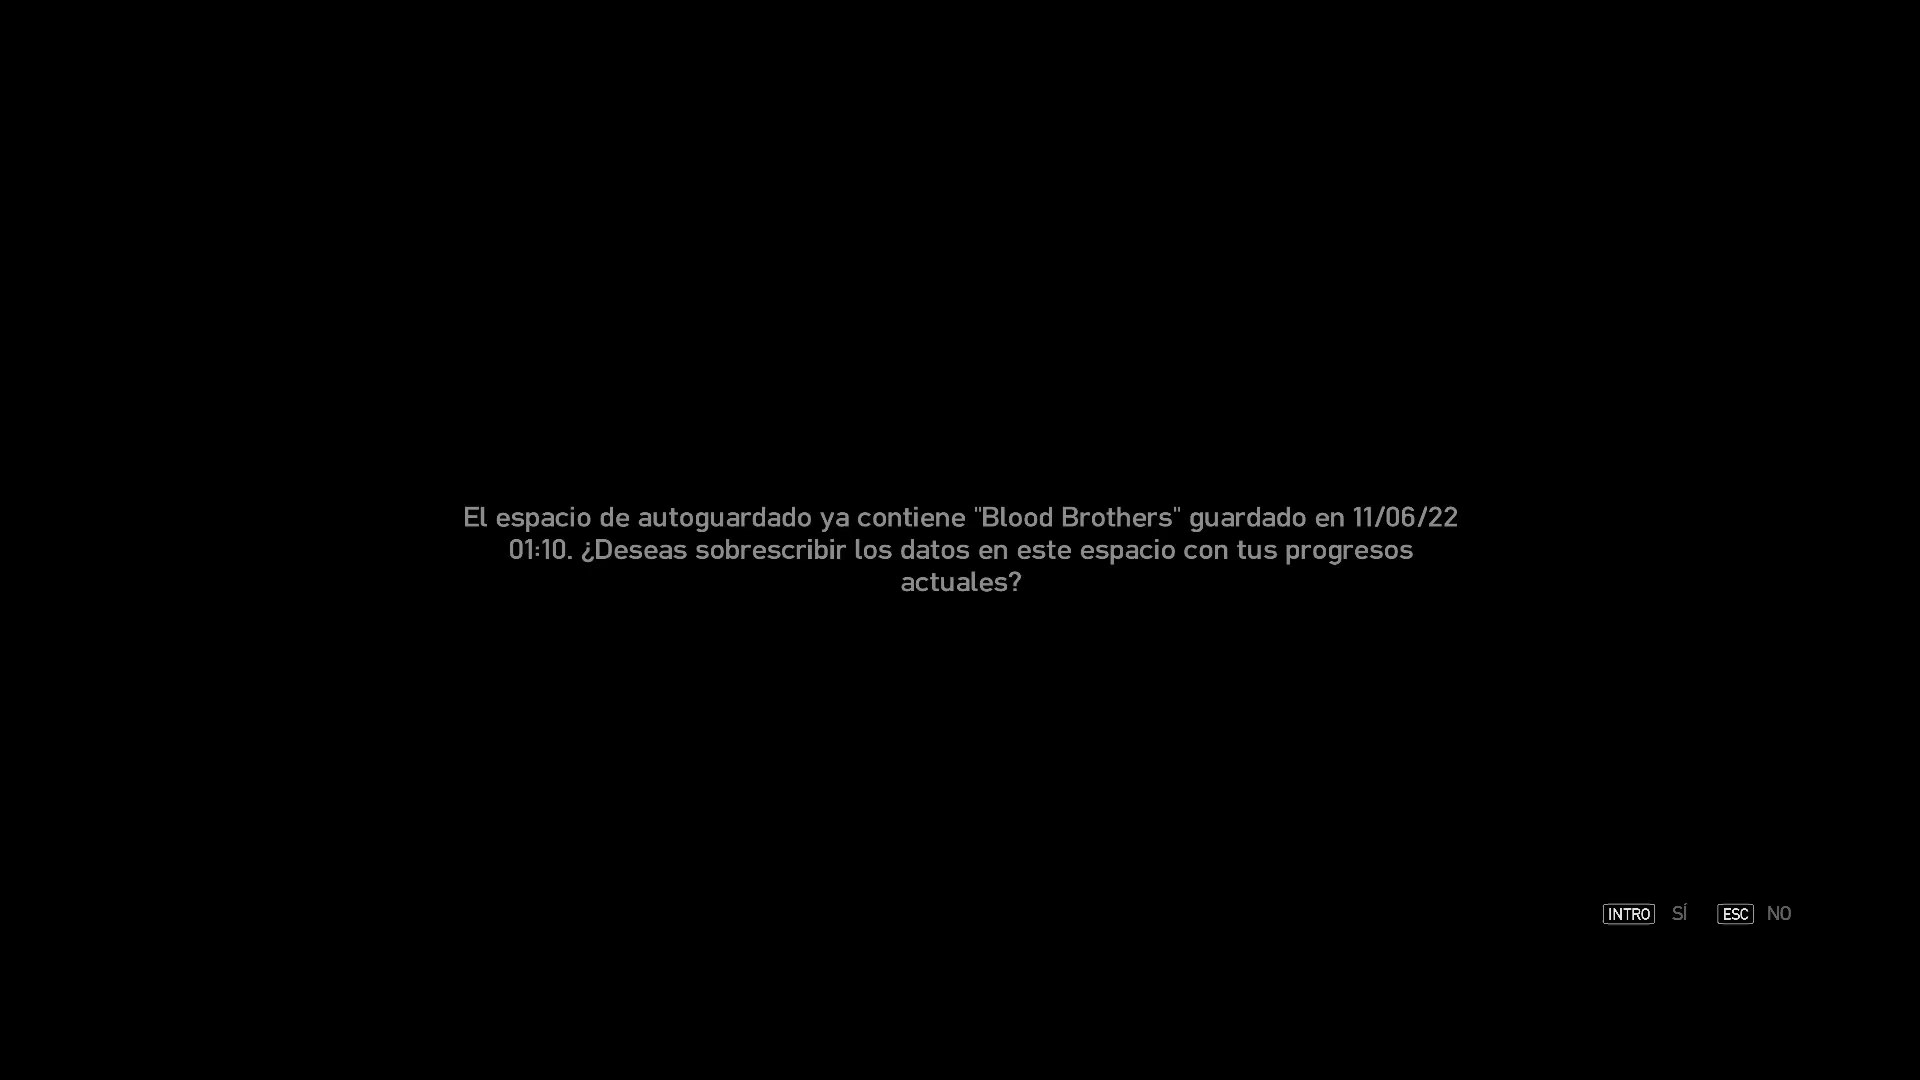 El espacio de autoguardado ya contiene "Blood Brothers" guardado en 11/06/22
01:10. ¿Deseas sobrescribir los datos en este espacio con tus progresos
actuales?
INTRO SÍ ESC NO